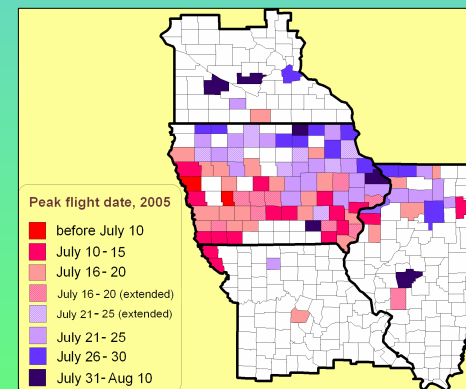 Peak flight date, 2005
before July 10
July 10-15
July 16-20
July 16-20 (extended)
July 21-25 (extended)
July 21-25
July 26-30
July 31-Aug 10